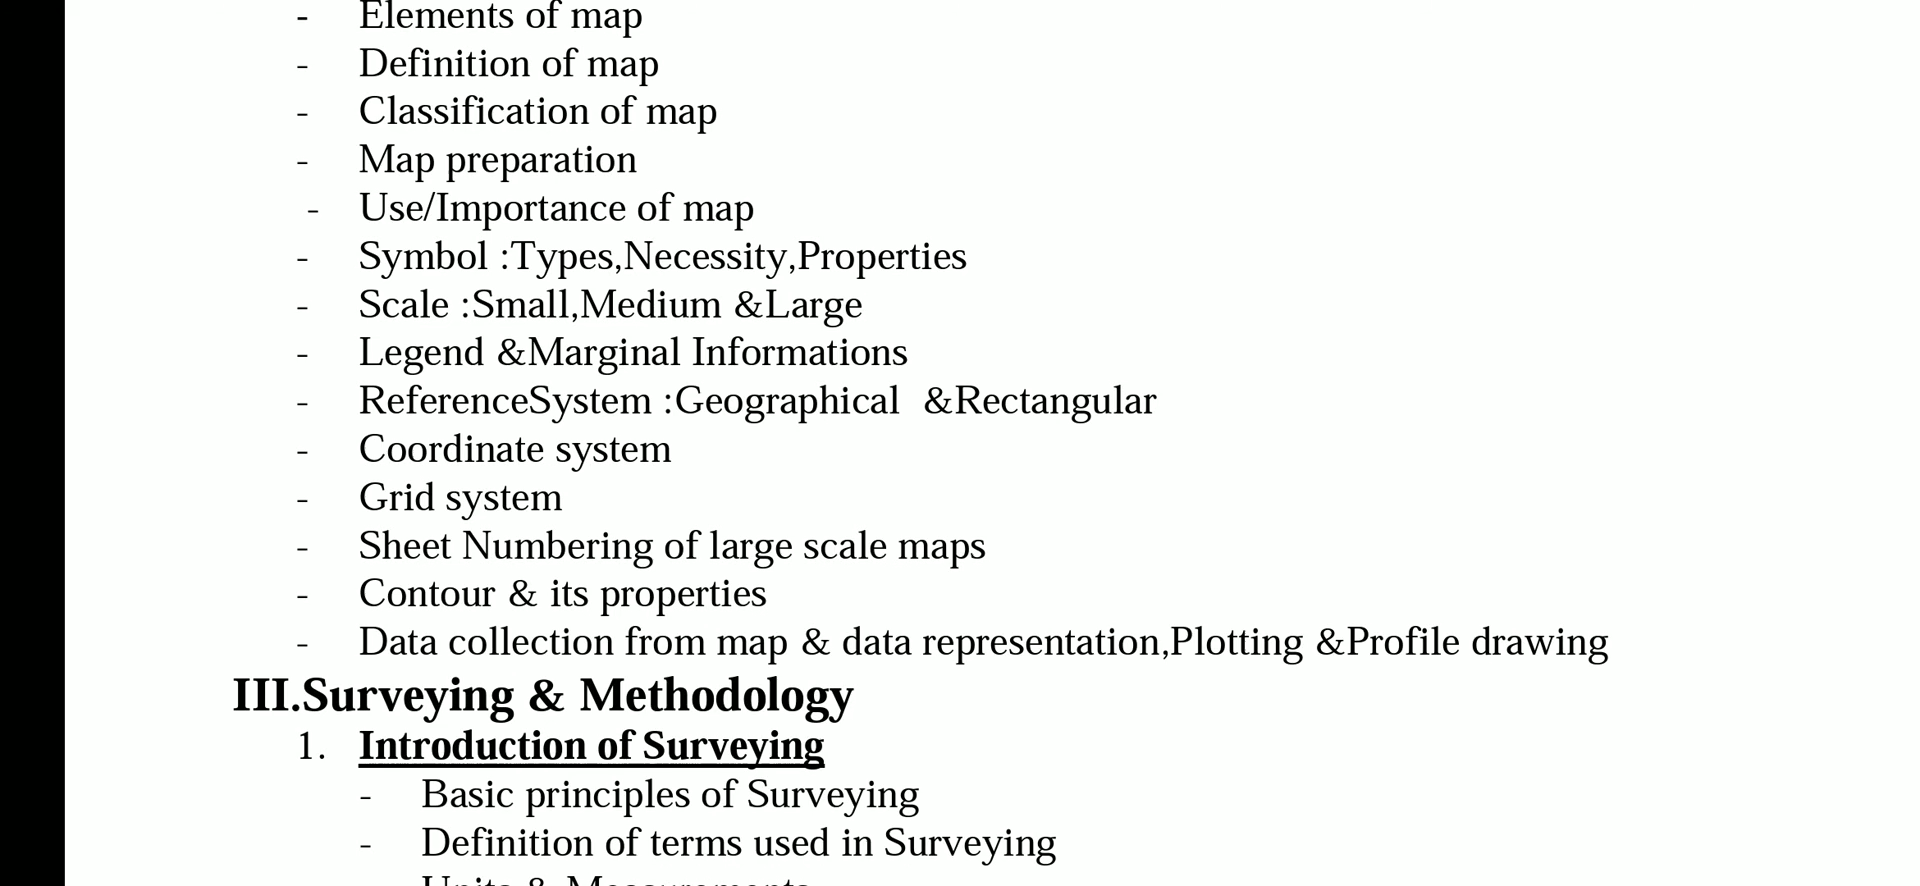 - Elements of map
- Definition of map
- Classification of map
- Map preparation
- Use/Importance of map
- Symbol :Types,Necessity,Properties
- Scale :Small,Medium &Large
- Legend &Marginal Informations
- ReferenceSystem :Geographical &Rectangular
- Coordinate system
- Grid system
- Sheet Numbering of large scale maps
- Contour & its properties
- Data collection from map & data representation,Plotting &Profile drawing
III.Surveying & Methodology
1. Introduction of Surveying
- Basic principles of Surveying
- Definition of terms used in Surveying
Units & Measurements